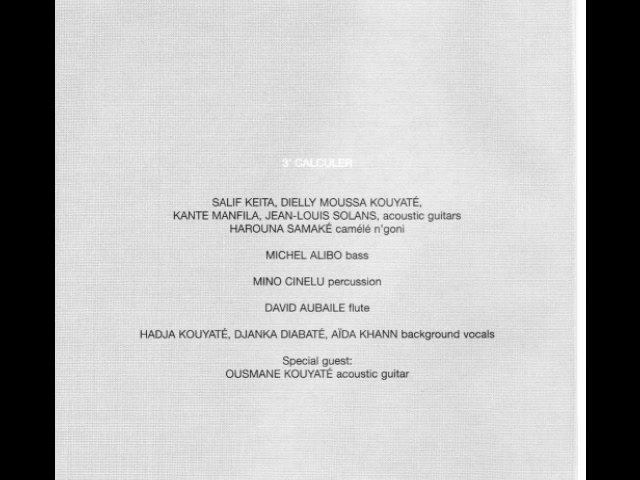 3' CALCULER
SALIF KEITA, DIELLY MOUSSA KOUYATÉ,
KANTE MANFILA, JEAN-LOUIS SOLANS, acoustic guitars
HAROUNA SAMAKÉ camélé n'goni
MICHEL ALIBO bass
MINO CINELU percussion
DAVID AUBAILE flute
HADJA KOUYATÉ, DJANKA DIABATÉ, AÏDA KHANN background vocals
Special guest:
OUSMANE KOUYATÉ acoustic guitar